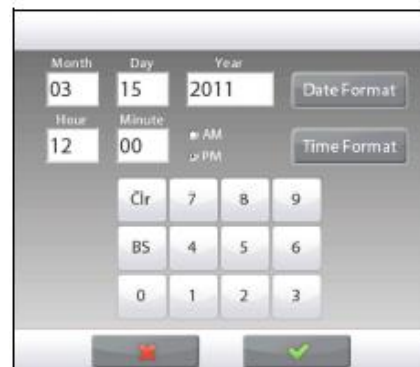 Month Day Year
03 15 2011 Date Format
Hour Minute
12 00 AM Time Format
PM
Clr 7 8 9
BS 4 5 6
0 1 2 3